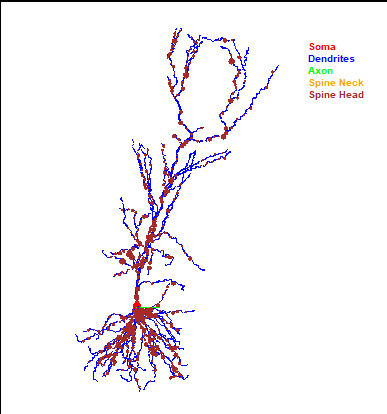 Soma
Dendrites
Axon
Spine Neck
Spine Head